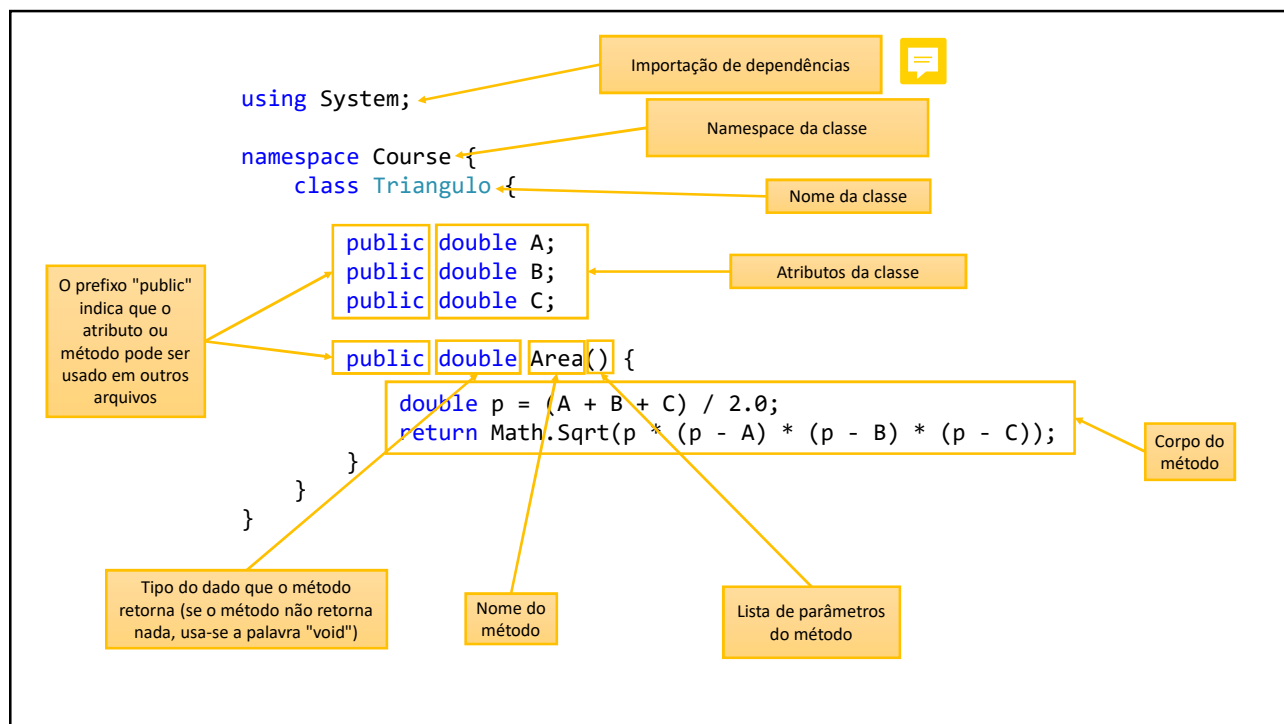 Importação de dependências
using System;
Namespace da classe
namespace Course {
class Triangulo {
Nome da classe
public double A;
public double B;
public double C;
Atributos da classe
O prefixo "public"
indica que o
atributo ou
método pode ser
usado em outros
arquivos
public double Area() {
double p = (A + B + C) / 2.0;
return Math.Sqrt(p * (p - A) * (p - B) * (p - C));
Corpo do
método
}
}
}
Tipo do dado que o método
retorna (se o método não retorna
nada, usa-se a palavra "void")
Nome do
método
Lista de parâmetros
do método